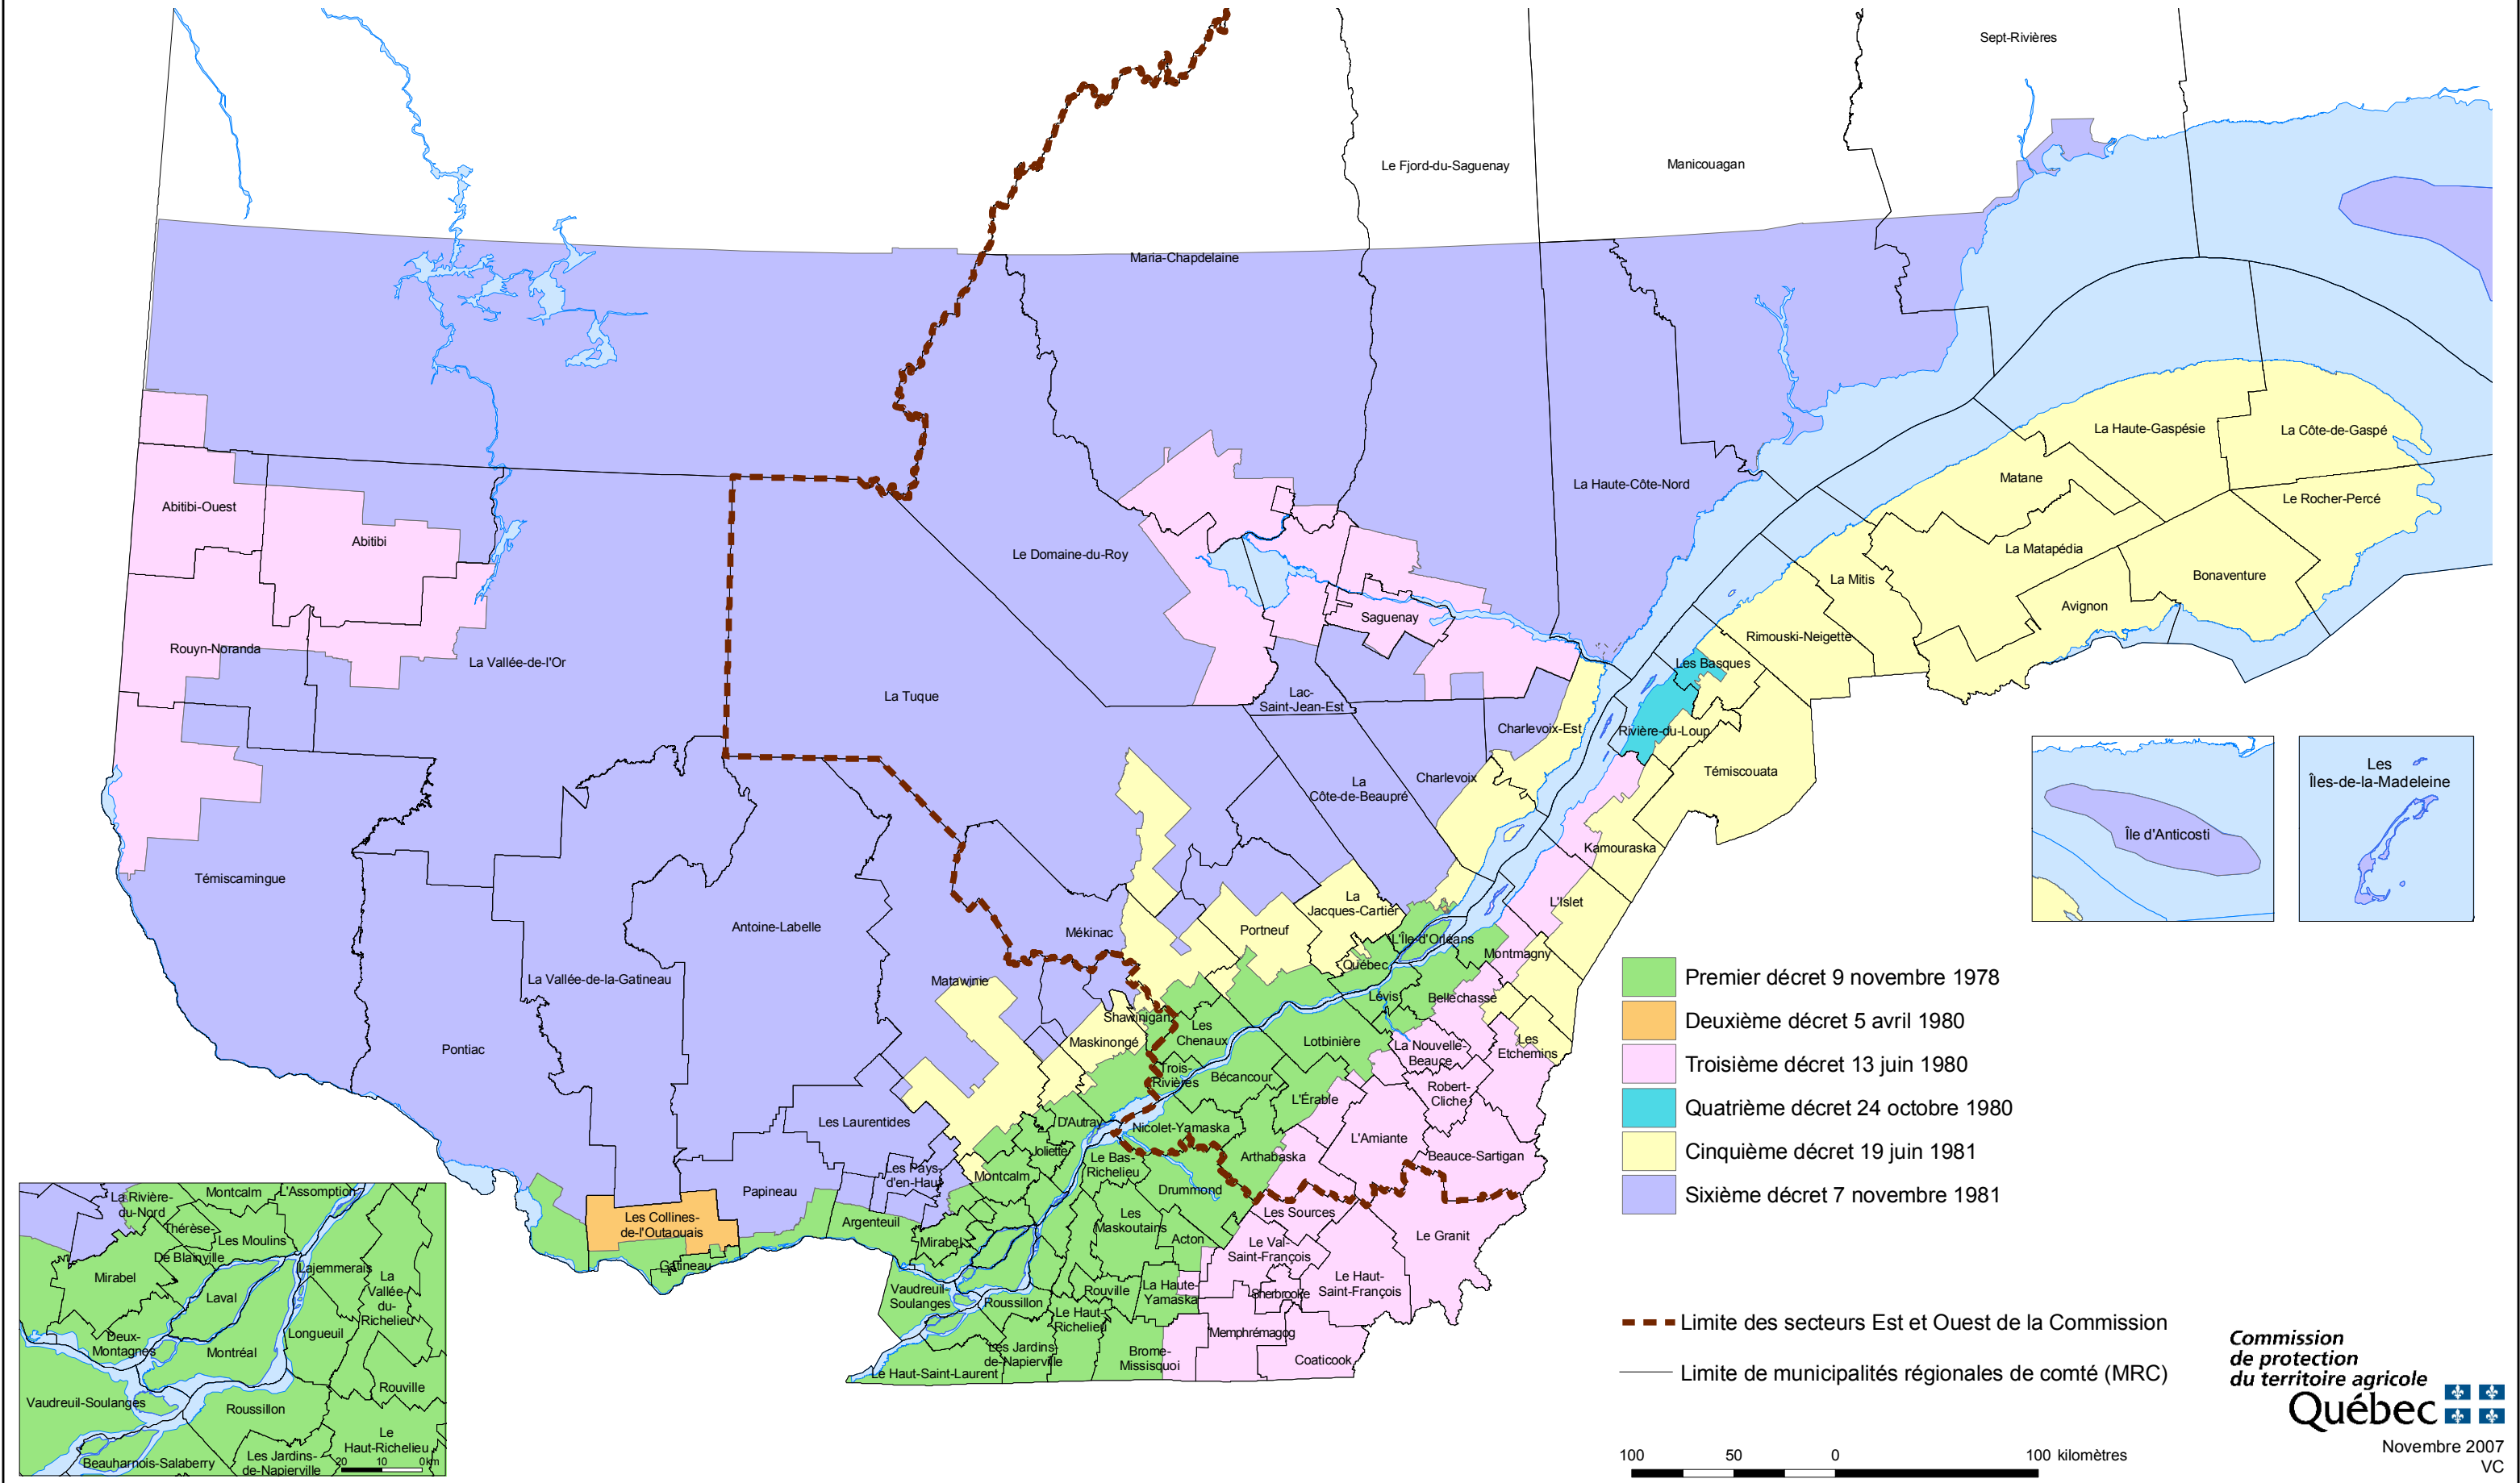 Sept-Rivières
Le Fjord-du-Saguenay
Manicouagan
Maria-Chapdelaine
La Haute-Gaspésie
La Côte-de-Gaspé
Matane
La Haute-Côte-Nord
Le Rocher-Percé
Abitibi-Ouest
Abitibi
Le Domaine-du-Roy
La Matapédia
La Mitis
Bonaventure
Avignon
Saguenay
Rimouski-Neigette
Rouyn-Noranda
La Vallée-de-l'Or
Les Basques
La Tuque
Lac-
Saint-Jean-Est
Charlevoix-Est
Rivière-du-Loup
Témiscouata
Charlevoix
La
Côte-de-Beaupré
Les
Îles-de-la-Madeleine
Île d'Anticosti
Kamouraska
Témiscamingue
L'Islet
La
Jacques-Cartier
Antoine-Labelle
Mékinac
Portneuf
L'Île-d'Orléans
Montmagny
Québec
La Vallée-de-la-Gatineau
Matawinie
Lévis
Bellechasse
Shawinigan
Les
Chenaux
Maskinongé
Lotbinière
La Nouvelle-
Beauce
Les
Etchemins
Pontiac
Trois-
Rivières
Bécancour
Robert-
Cliche
L'Érable
Les Laurentides
D'Autray
Nicolet-Yamaska
L'Amiante
Joliette
Le Bas-
Richelieu
Arthabaska
Beauce-Sartigan
Les Pays-
d'en-Haut
Montcalm
Papineau
Drummond
Les Collines-
de-l'Outaouais
Argenteuil
Les
Maskoutains
Les Sources
Acton
Mirabel
Le Val-
Saint-François
Le Granit
Gatineau
Vaudreuil-
Soulanges
Roussillon
Rouville
La Haute-
Yamaska
Sherbrooke
Le Haut-
Saint-François
Le Haut-
Richelieu
Memphrémagog
Les Jardins-
de-Napierville
Brome-
Missisquoi
Coaticook
Le Haut-Saint-Laurent
La Rivière-
du-Nord
Montcalm
L'Assomption
Thérèse-
De Blainville
Les Moulins
Mirabel
Lajemmerais
La
Vallée-
du-
Richelieu
Laval
Deux-
Montagnes
Montréal
Longueuil
Rouville
Vaudreuil-Soulanges
Roussillon
Le
Haut-Richelieu
Beauharnois-Salaberry
Les Jardins-
de-Napierville
20 10 0 km
Premier décret 9 novembre 1978
Deuxième décret 5 avril 1980
Troisième décret 13 juin 1980
Quatrième décret 24 octobre 1980
Cinquième décret 19 juin 1981
Sixième décret 7 novembre 1981
Limite des secteurs Est et Ouest de la Commission
Limite de municipalités régionales de comté (MRC)
100 50 0 100 kilomètres
Commission
de protection
du territoire agricole
Québec
Novembre 2007
VC